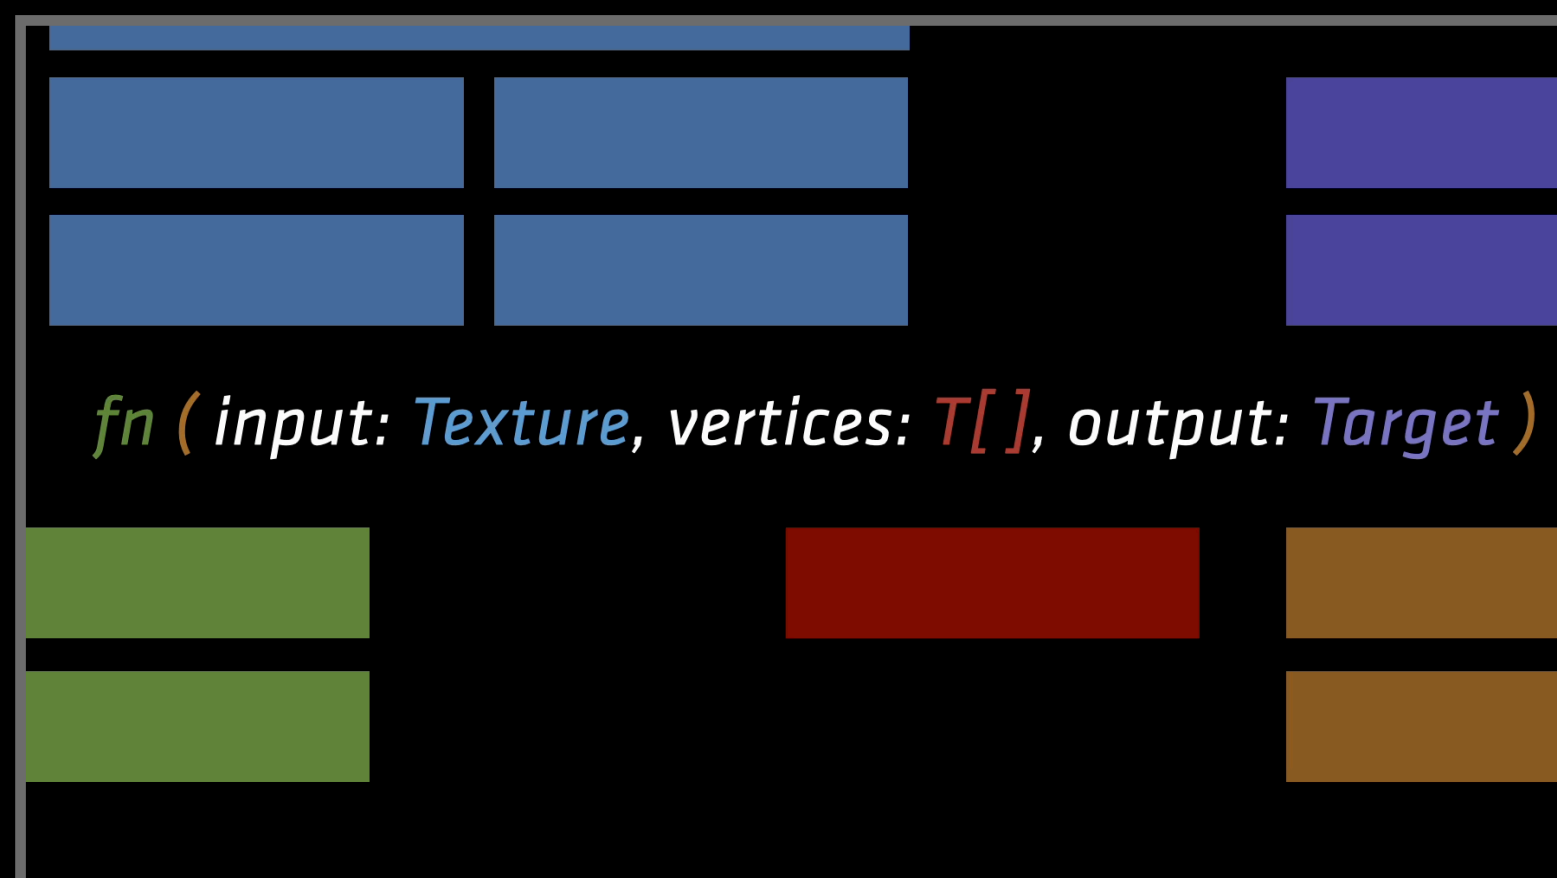 fn ( input: Texture, vertices: T[ ], output: Target )